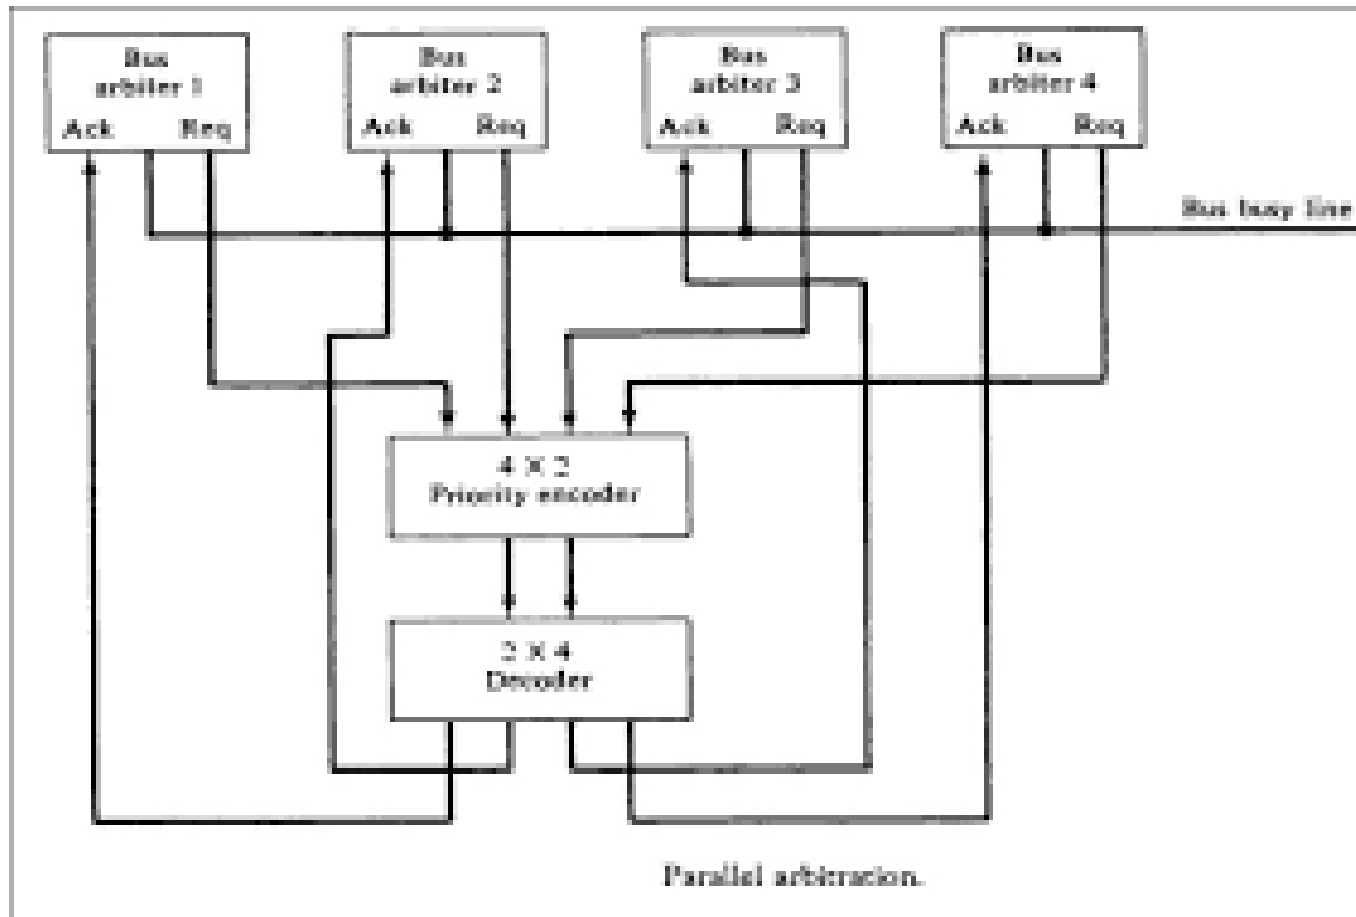 Bus
arbiter 1
Ack Req
Bus
arbiter 2
Ack Req
Bus
arbiter 3
Ack Req
Bus
arbiter 4
Ack Req
Bus busy line
4 X 2
Priority encoder
2 X 4
Decoder
Parallel arbitration.